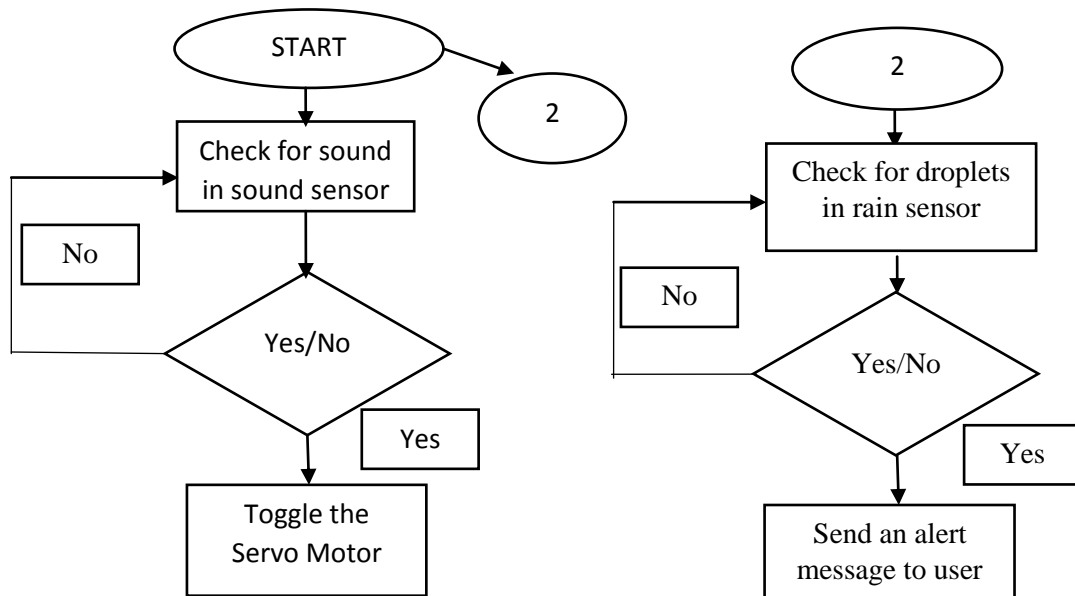 START
2
Check for sound
in sound sensor
No
Yes/No
Yes
Toggle the
Servo Motor
2
Check for droplets
in rain sensor
No
Yes/No
Yes
Send an alert
message to user